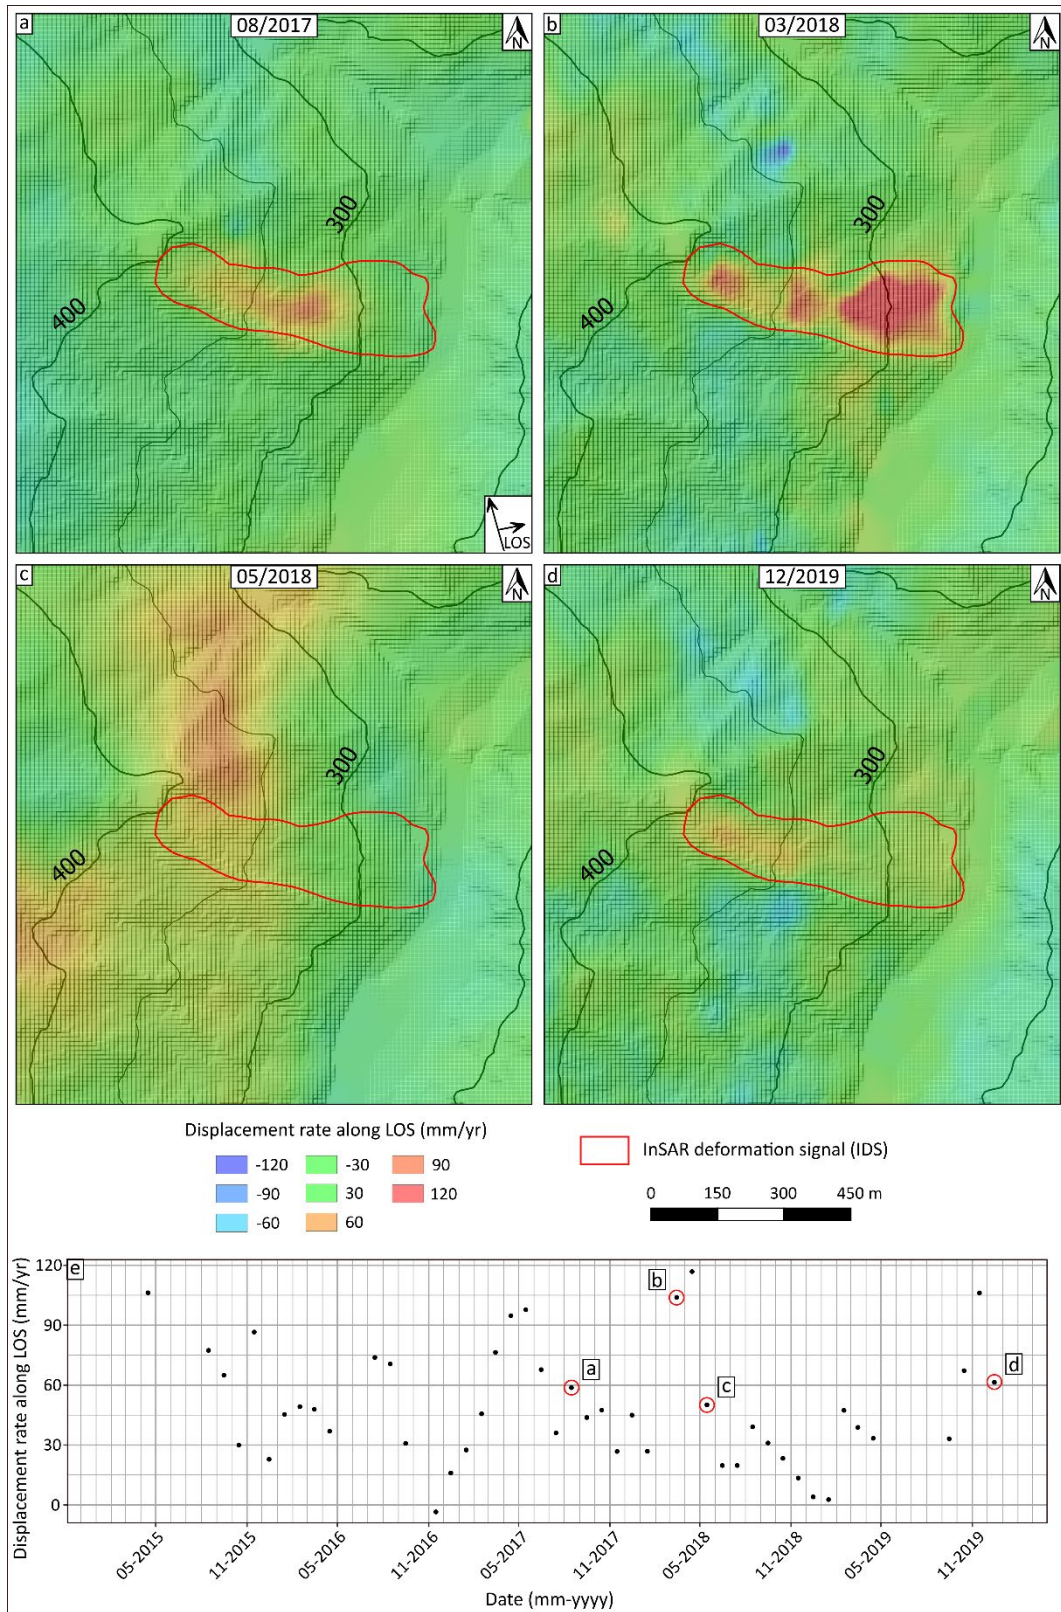 a
08/2017
N
300
400
LOS
b
03/2018
N
300
400
c
05/2018
N
300
400
d
12/2019
N
300
400
Displacement rate along LOS (mm/yr)
-120 -30 90
-90 30 120
-60 60
InSAR deformation signal (IDS)
0 150 300 450 m
e
Displacement rate along LOS (mm/yr)
120
90
60
30
0
b
a
c
d
05-2015 11-2015 05-2016 11-2016 05-2017 11-2017 05-2018 11-2018 05-2019 11-2019
Date (mm-yyyy)